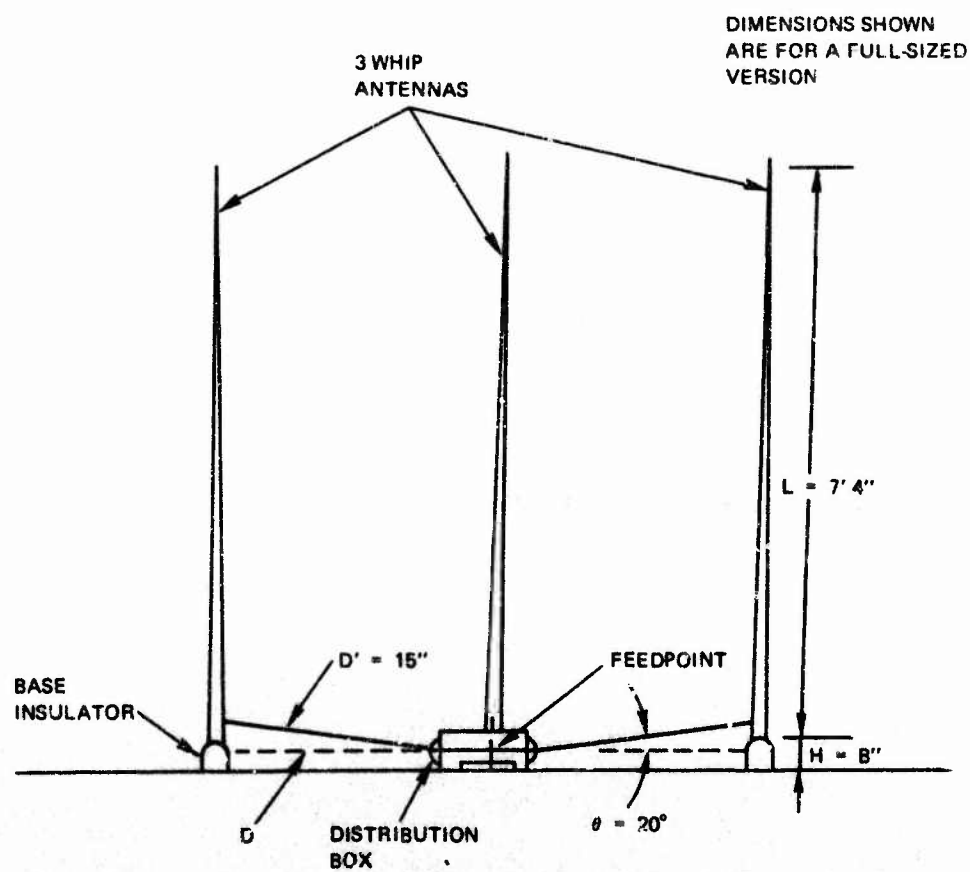 DIMENSIONS SHOWN
ARE FOR A FULL-SIZED
VERSION
3 WHIP
ANTENNAS
L = 7' 4"
D' = 15"
FEEDPOINT
BASE
INSULATOR
H = B"
D
DISTRIBUTION
BOX
θ = 20°